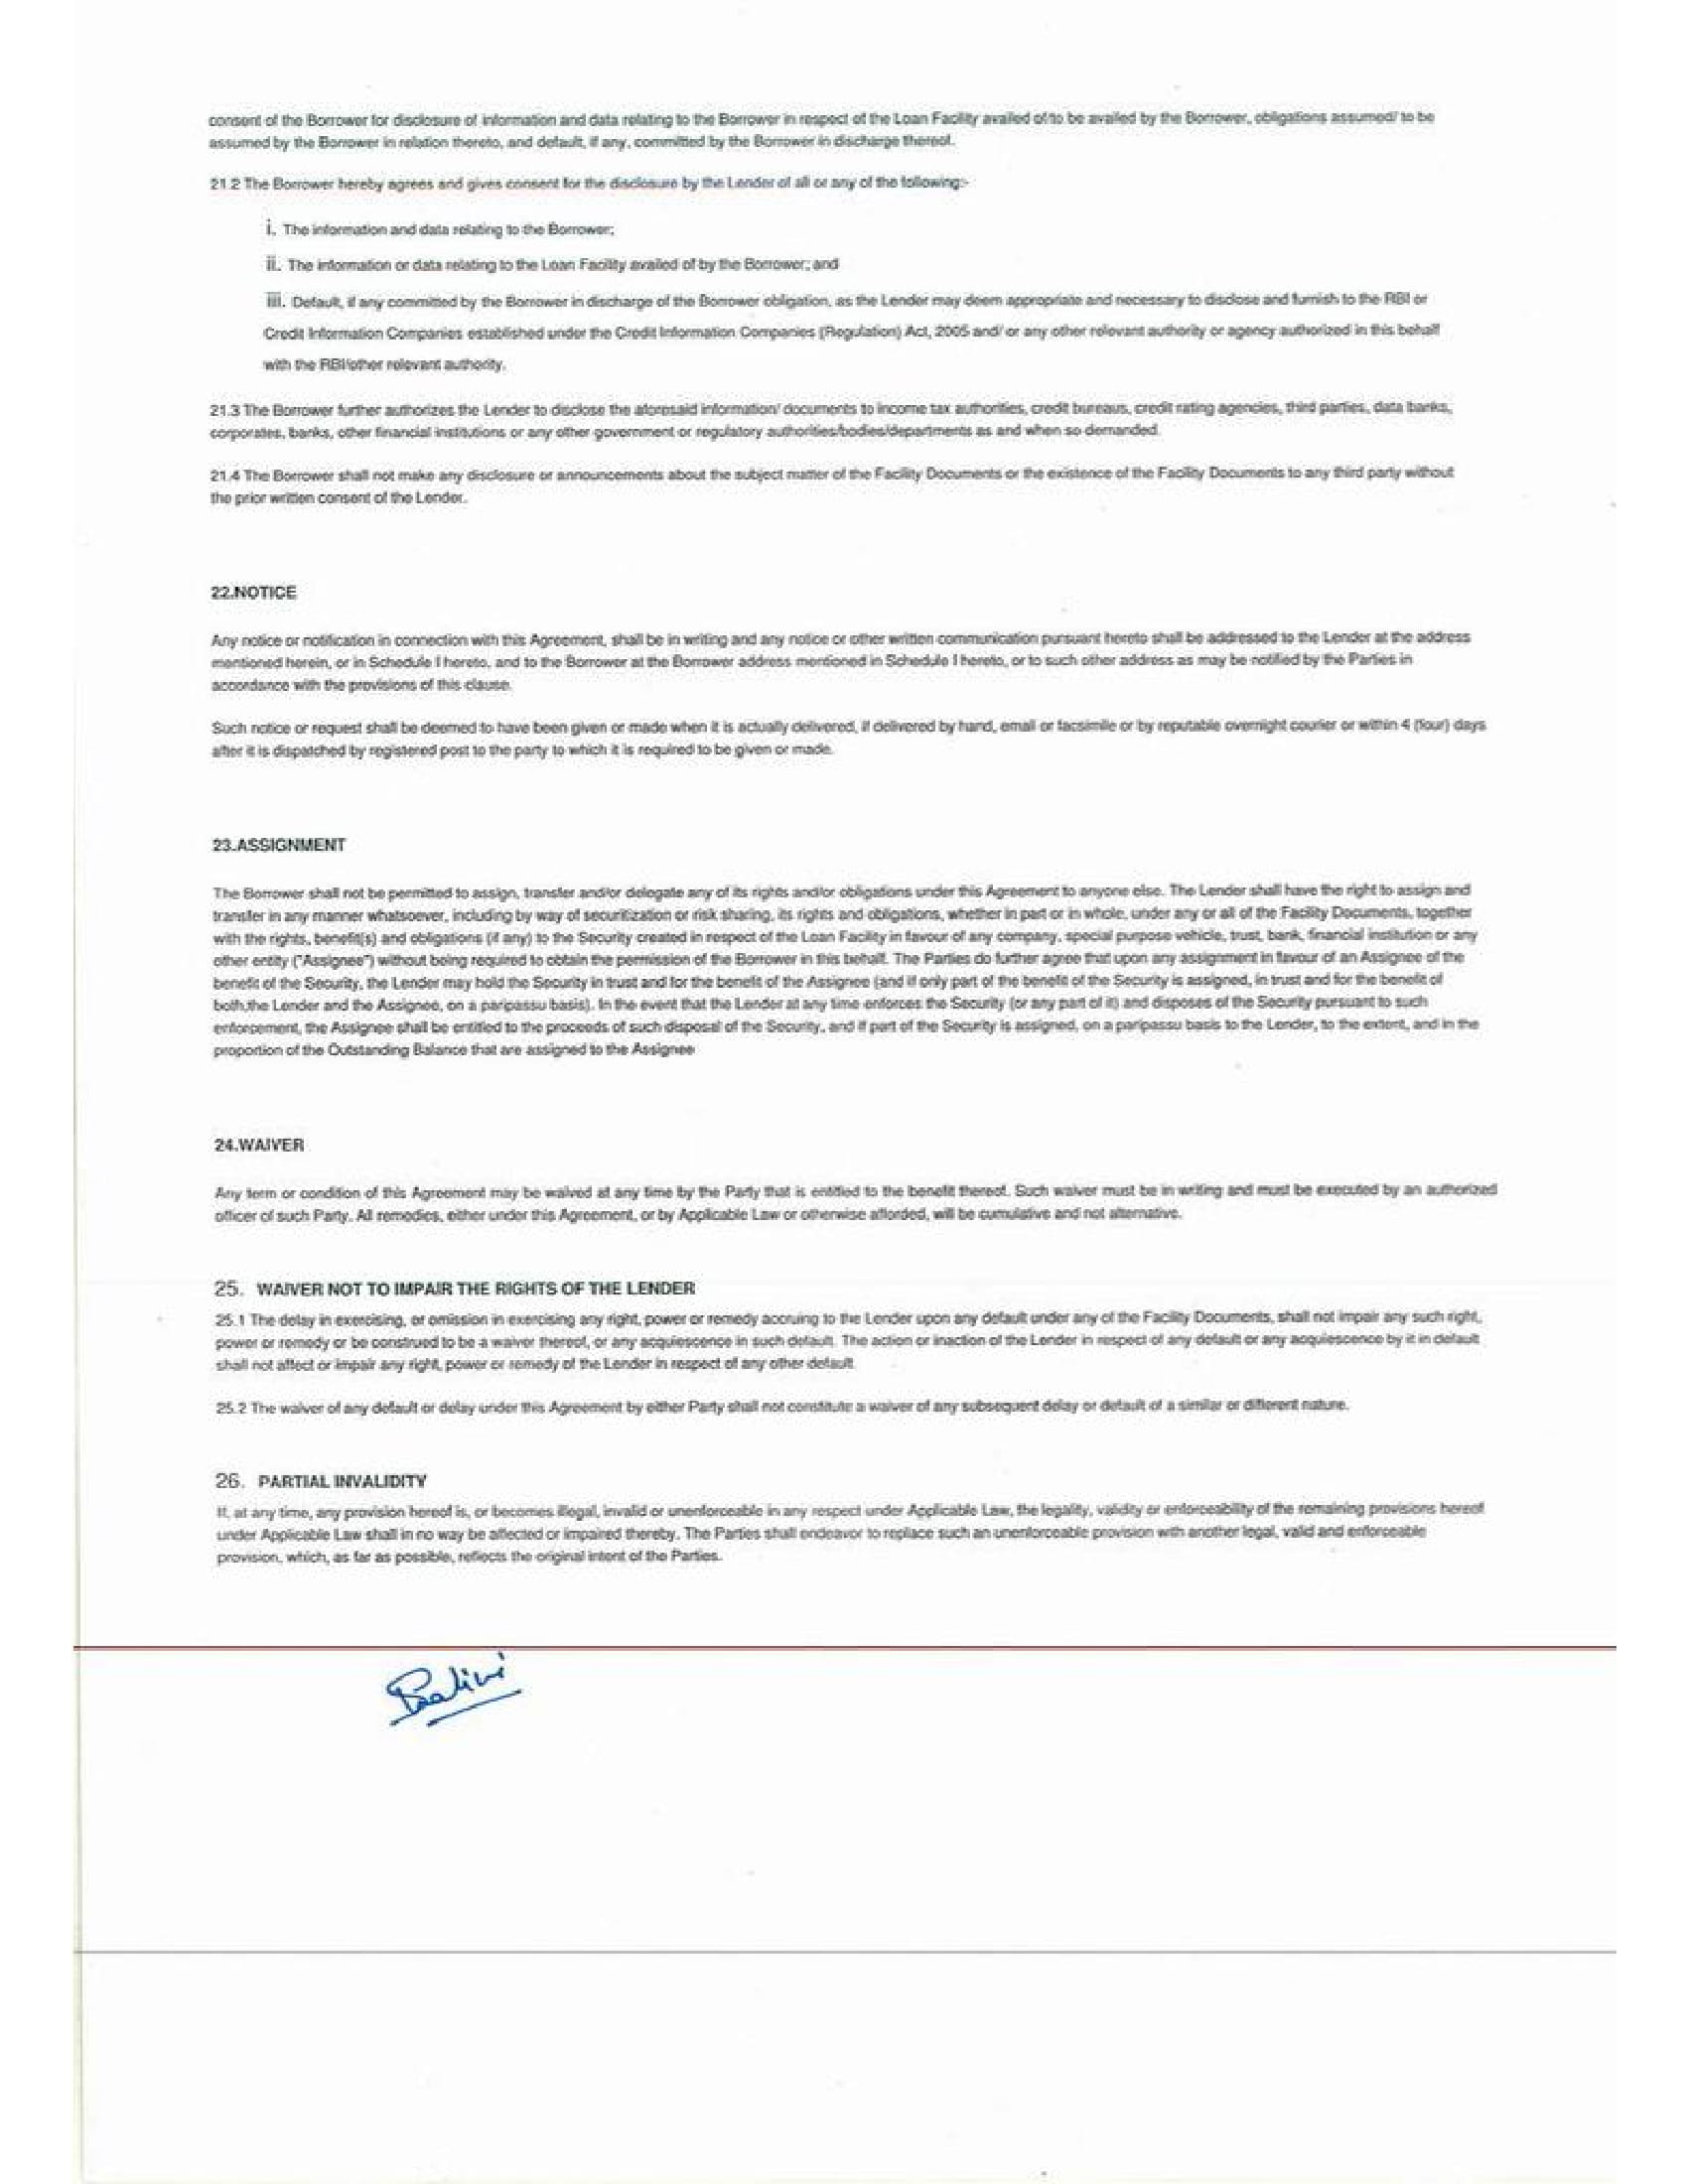 consent of the Borrower for disclosure of information and data relating to the Borrower in respect of the Loan Facility availed of/to be availed by the Borrower, obligations assumed/ to be
assumed by the Borrower in relation thereto, and default, if any, committed by the Borrower in discharge thereof.
21.2 The Borrower hereby agrees and gives consent for the disclosure by the Lender of all or any of the following:-
i. The information and data relating to the Borrower;
ii. The information or data relating to the Loan Facility availed of by the Borrower; and
iii. Default, if any committed by the Borrower in discharge of the Borrower obligation, as the Lender may deem appropriate and necessary to disclose and furnish to the RBI or
Credit Information Companies established under the Credit Information Companies (Regulation) Act, 2005 and/ or any other relevant authority or agency authorized in this behalf
with the RBI/other relevant authority.
21.3 The Borrower further authorizes the Lender to disclose the aforesaid information/ documents to income tax authorities, credit bureaus, credit rating agencies, third parties, data banks,
corporates, banks, other financial institutions or any other government or regulatory authorities/bodies/departments as and when so demanded.
21.4 The Borrower shall not make any disclosure or announcements about the subject matter of the Facility Documents or the existence of the Facility Documents to any third party without
the prior written consent of the Lender.
22.NOTICE
Any notice or notification in connection with this Agreement, shall be in writing and any notice or other written communication pursuant hereto shall be addressed to the Lender at the address
mentioned herein, or in Schedule I hereto, and to the Borrower at the Borrower address mentioned in Schedule I hereto, or to such other address as may be notified by the Parties in
accordance with the provisions of this clause.
Such notice or request shall be deemed to have been given or made when it is actually delivered, if delivered by hand, email or facsimile or by reputable overnight courier or within 4 (four) days
after it is dispatched by registered post to the party to which it is required to be given or made.
23.ASSIGNMENT
The Borrower shall not be permitted to assign, transfer and/or delegate any of its rights and/or obligations under this Agreement to anyone else. The Lender shall have the right to assign and
transfer in any manner whatsoever, including by way of securitization or risk sharing, its rights and obligations, whether in part or in whole, under any or all of the Facility Documents, together
with the rights, benefit(s) and obligations (if any) to the Security created in respect of the Loan Facility in favour of any company, special purpose vehicle, trust, bank, financial institution or any
other entity ("Assignee") without being required to obtain the permission of the Borrower in this behalf. The Parties do further agree that upon any assignment in favour of an Assignee of the
benefit of the Security, the Lender may hold the Security in trust and for the benefit of the Assignee (and if only part of the benefit of the Security is assigned, in trust and for the benefit of
both,the Lender and the Assignee, on a paripassu basis). In the event that the Lender at any time enforces the Security (or any part of it) and disposes of the Security pursuant to such
enforcement, the Assignee shall be entitled to the proceeds of such disposal of the Security, and if part of the Security is assigned, on a paripassu basis to the Lender, to the extent, and in the
proportion of the Outstanding Balance that are assigned to the Assignee
24.WAIVER
Any term or condition of this Agreement may be waived at any time by the Party that is entitled to the benefit thereof. Such waiver must be in writing and must be executed by an authorized
officer of such Party. All remedies, either under this Agreement, or by Applicable Law or otherwise afforded, will be cumulative and not alternative.
25. WAIVER NOT TO IMPAIR THE RIGHTS OF THE LENDER
25.1 The delay in exercising, or omission in exercising any right, power or remedy accruing to the Lender upon any default under any of the Facility Documents, shall not impair any such right,
power or remedy or be construed to be a waiver thereof, or any acquiescence in such default. The action or inaction of the Lender in respect of any default or any acquiescence by it in default
shall not affect or impair any right, power or remedy of the Lender in respect of any other default.
25.2 The waiver of any default or delay under this Agreement by either Party shall not constitute a waiver of any subsequent delay or default of a similar or different nature.
26. PARTIAL INVALIDITY
If, at any time, any provision hereof is, or becomes illegal, invalid or unenforceable in any respect under Applicable Law, the legality, validity or enforceability of the remaining provisions hereof
under Applicable Law shall in no way be affected or impaired thereby. The Parties shall endeavor to replace such an unenforceable provision with another legal, valid and enforceable
provision, which, as far as possible, reflects the original intent of the Parties.